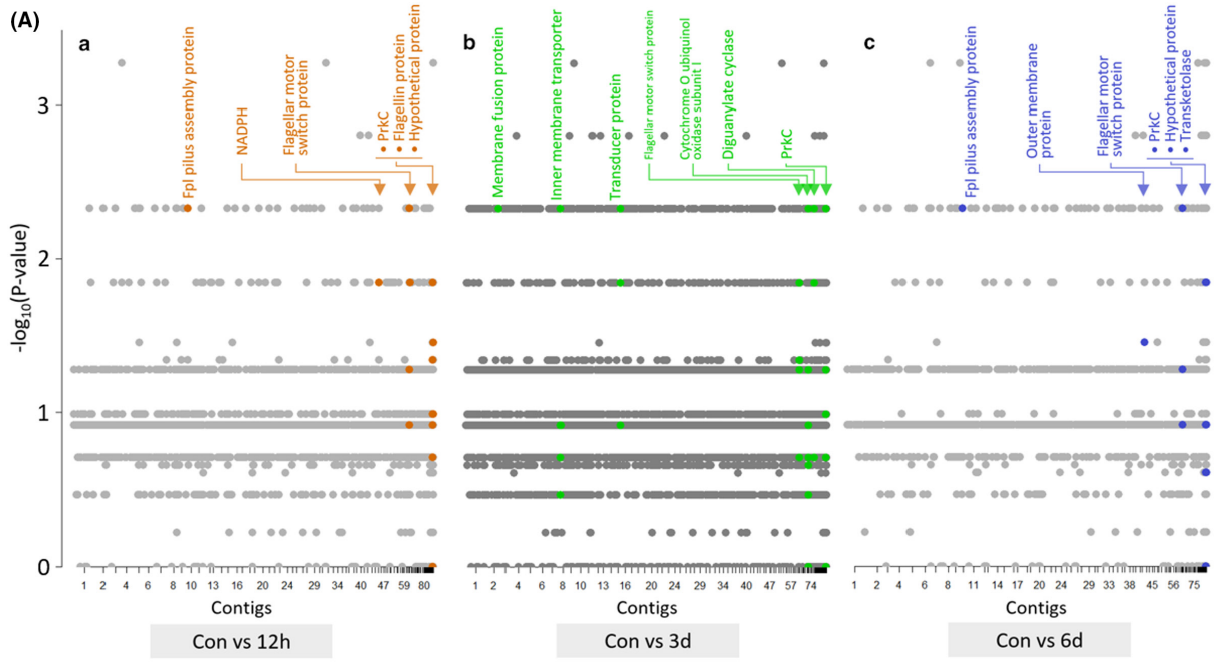 (A)
a
b
c
Fpl pilus assembly protein
NADPH
Flagellar motor
switch protein
PrkC
Flagellin protein
Hypothetical protein
Membrane fusion protein
Inner membrane transporter
Transducer protein
Flagellar motor switch protein
Cytochrome O ubiquinol
oxidase subunit I
Diguanylate cyclase
PrkC
Fpl pilus assembly protein
Outer membrane
protein
Flagellar motor
switch protein
PrkC
Hypothetical protein
Transketolase
-log10(P-value)
3
2
1
0
1 2 4 6 8 10 13 16 20 24 29 34 40 47 59 80
1 2 4 6 8 10 13 16 20 24 29 34 40 47 57 74
1 2 4 6 8 11 14 17 20 24 29 33 38 45 56 75
Contigs
Contigs
Contigs
Con vs 12h
Con vs 3d
Con vs 6d